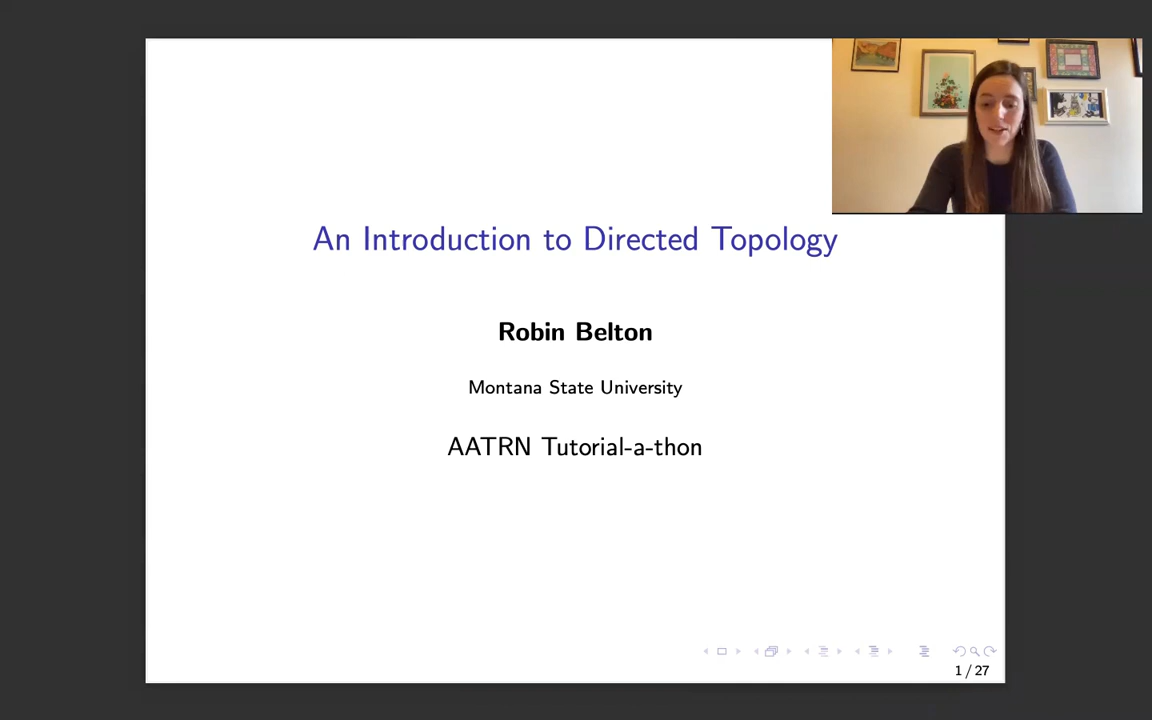 An Introduction to Directed Topology
Robin Belton
Montana State University
AATRN Tutorial-a-thon
1 / 27